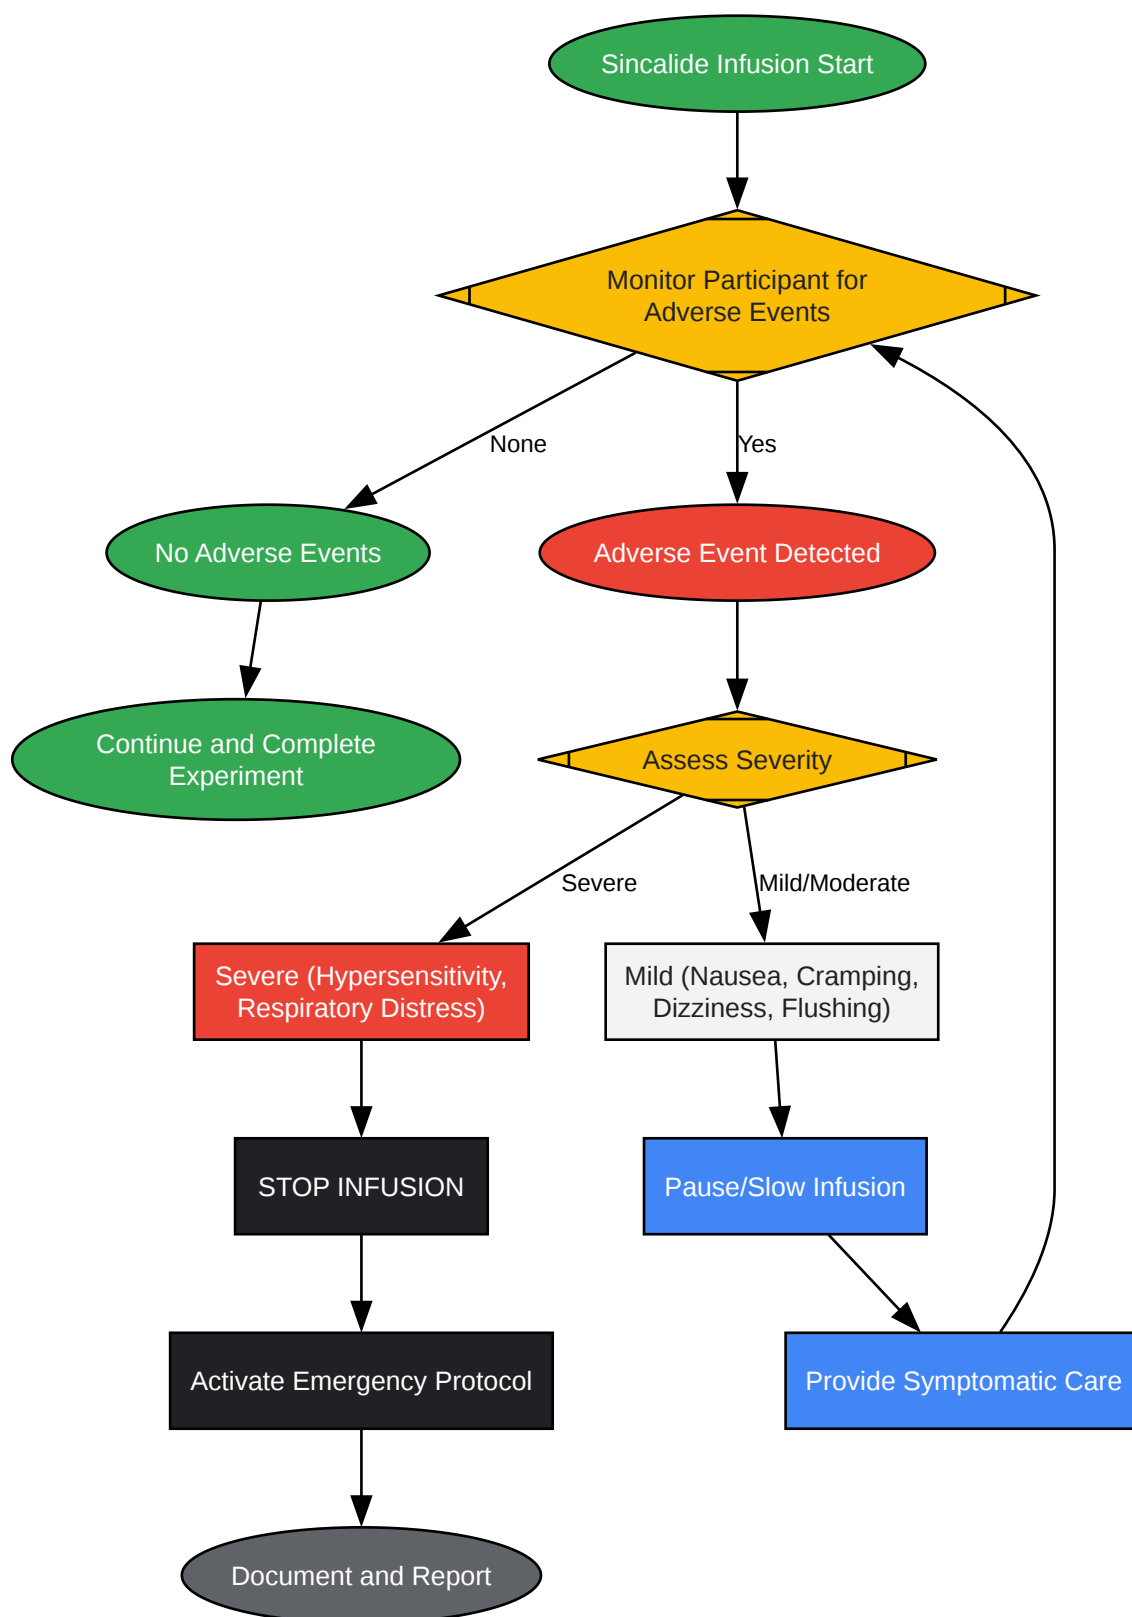 Sincalide Infusion Start
Monitor Participant for
Adverse Events
None
Yes
No Adverse Events
Adverse Event Detected
Continue and Complete
Experiment
Assess Severity
Severe
Mild/Moderate
Severe (Hypersensitivity,
Respiratory Distress)
Mild (Nausea, Cramping,
Dizziness, Flushing)
STOP INFUSION
Pause/Slow Infusion
Activate Emergency Protocol
Provide Symptomatic Care
Document and Report